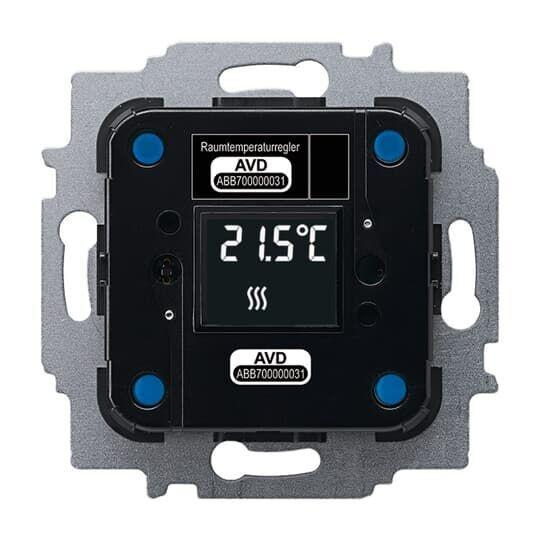 Raumtemperaturregler
AVD
ABB700000031
21.5°C
AVD
ABB700000031